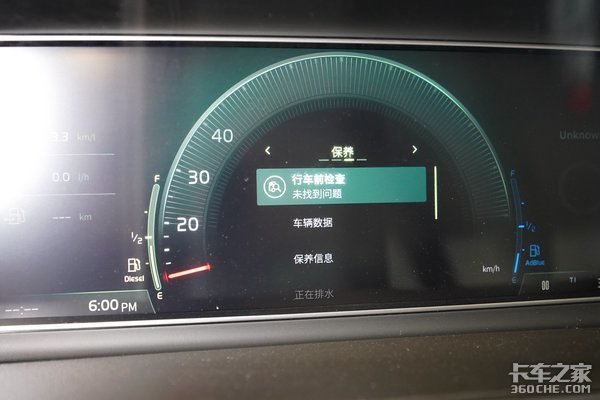 3.3 km/l
0.0 l/h
--- km
40
30
20
F
1/2
E
Diesel
6:00 PM
保养
行车前检查
未找到问题
车辆数据
保养信息
正在排水
km/h
F
1/2
E
AdBlue
Unknow
TI
卡车之家
360CHE.COM